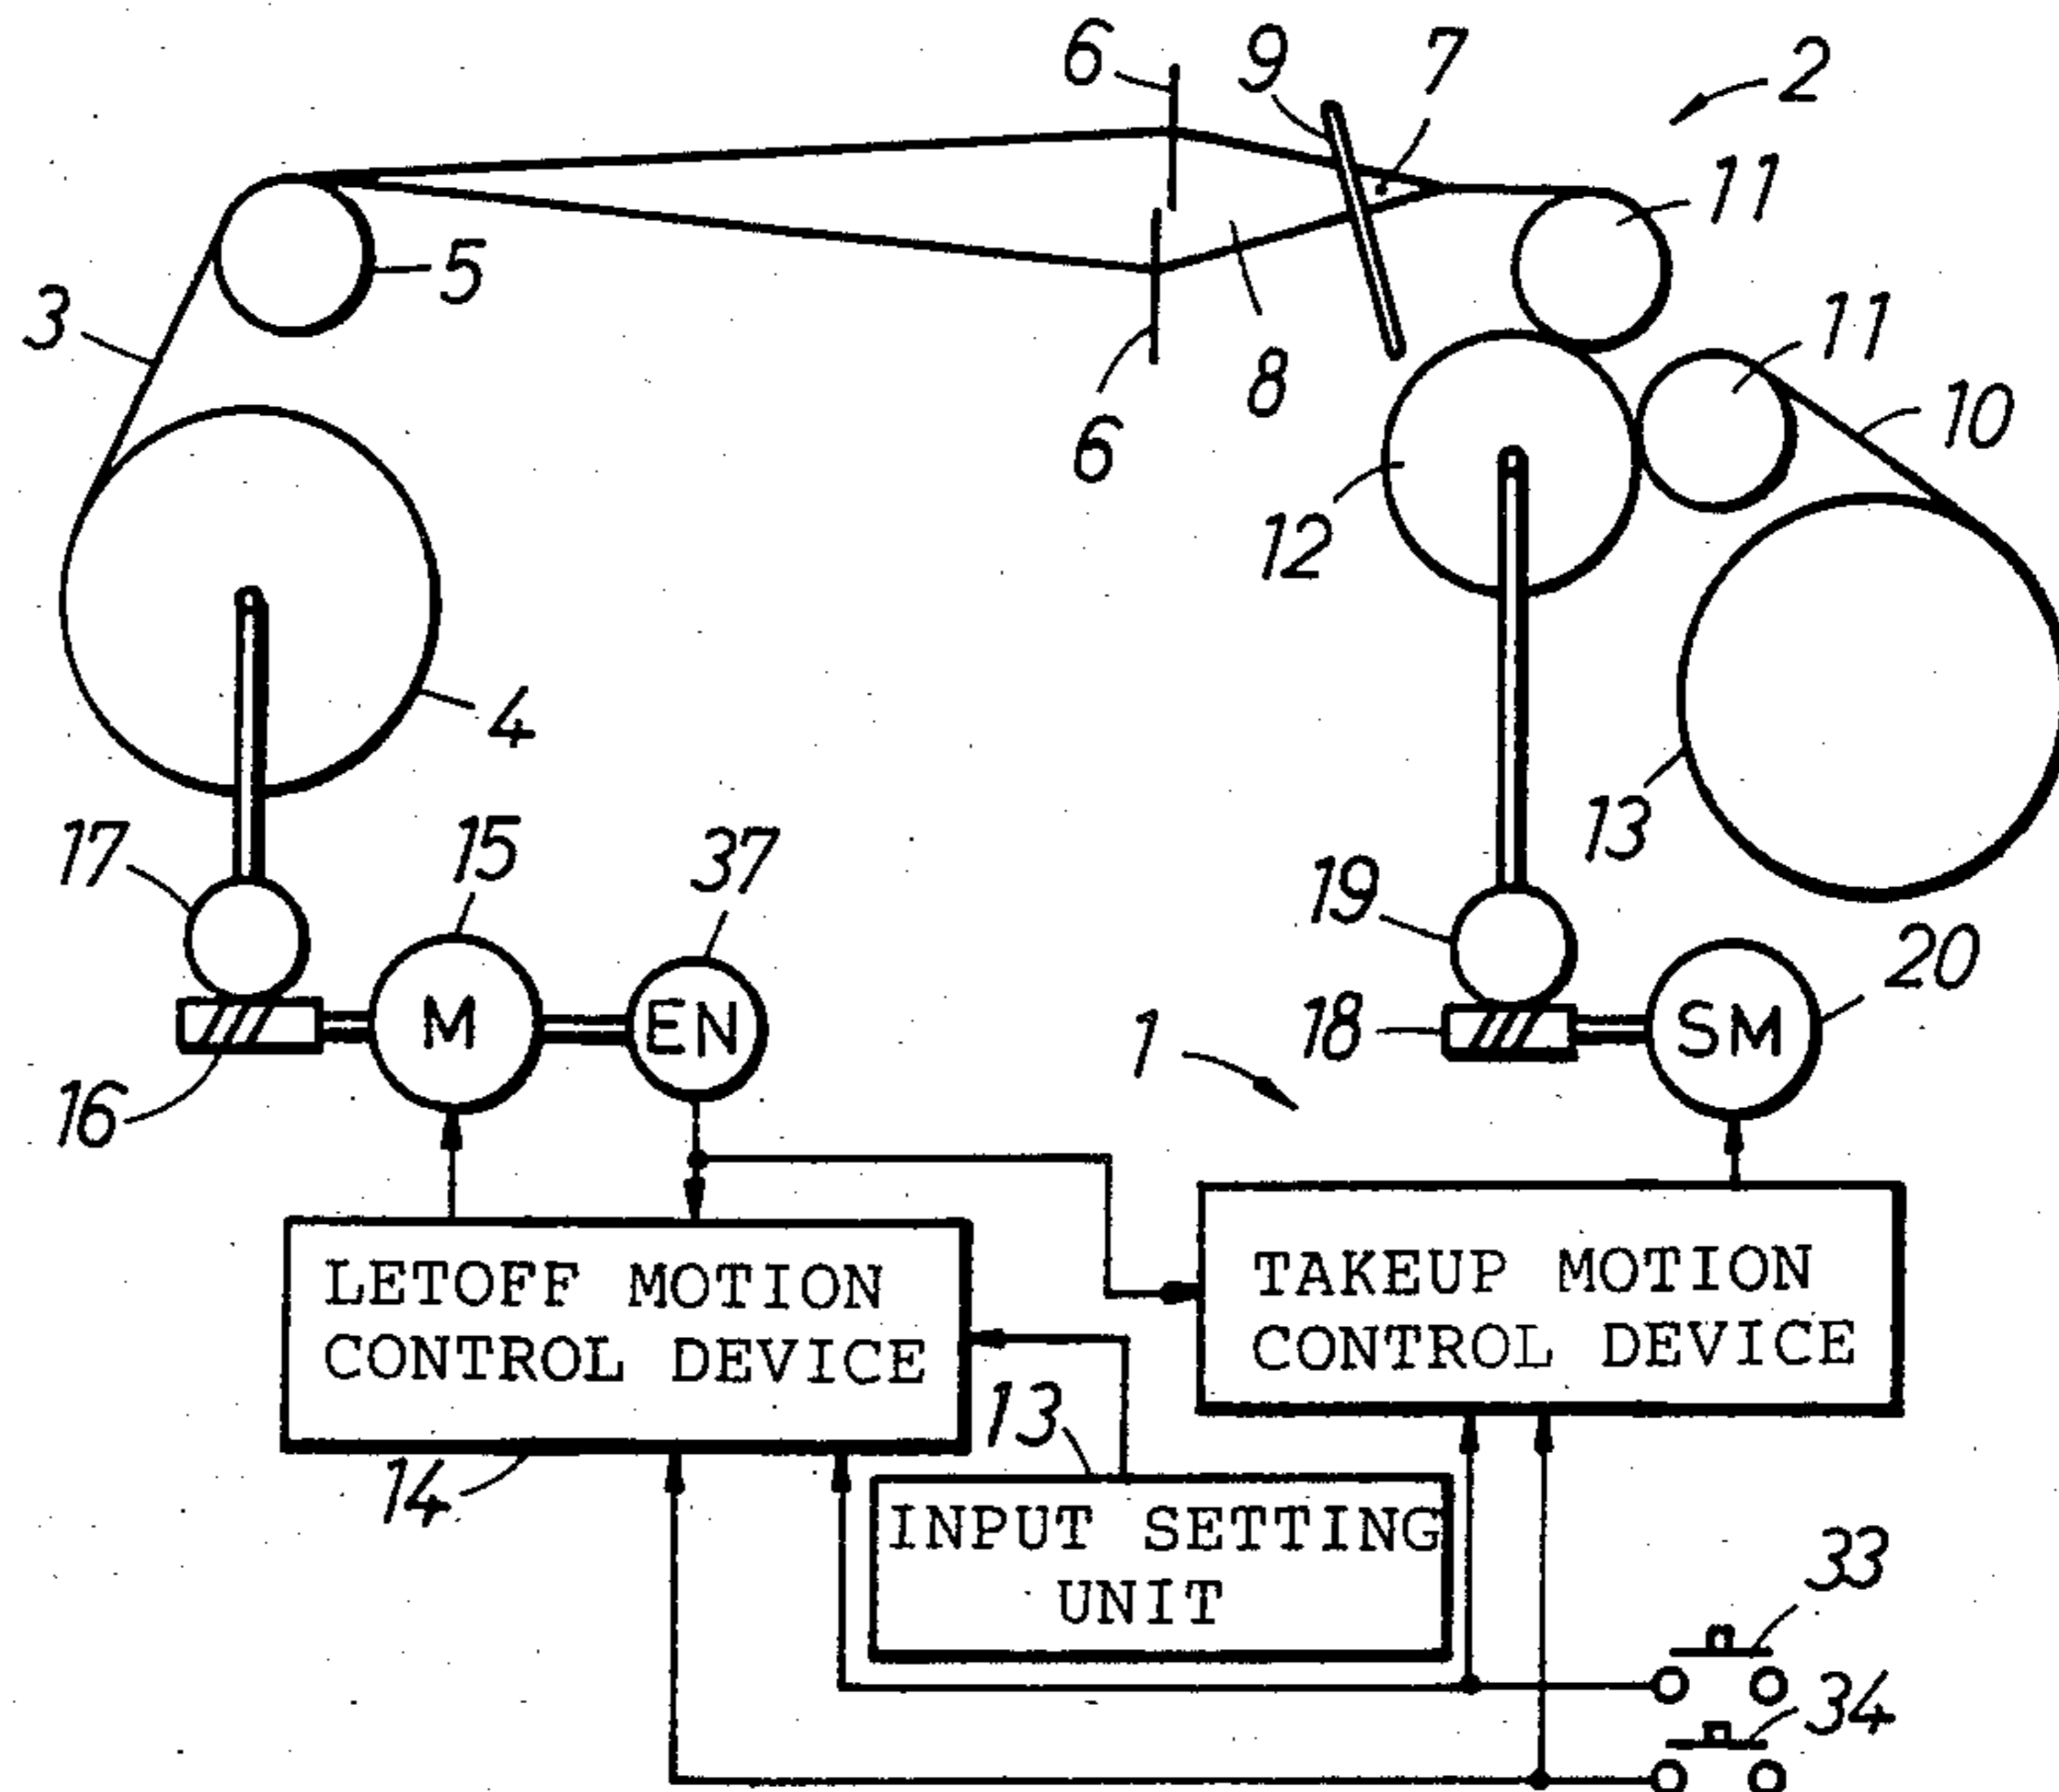 6 9 7 2
11
5
3
11
8
10
6
12
4
13
17 15 37
19
20
M EN
SM
18
1
16
LETOFF MOTION
CONTROL DEVICE
TAKEUP MOTION
CONTROL DEVICE
13
14
INPUT SETTING
UNIT
33
34